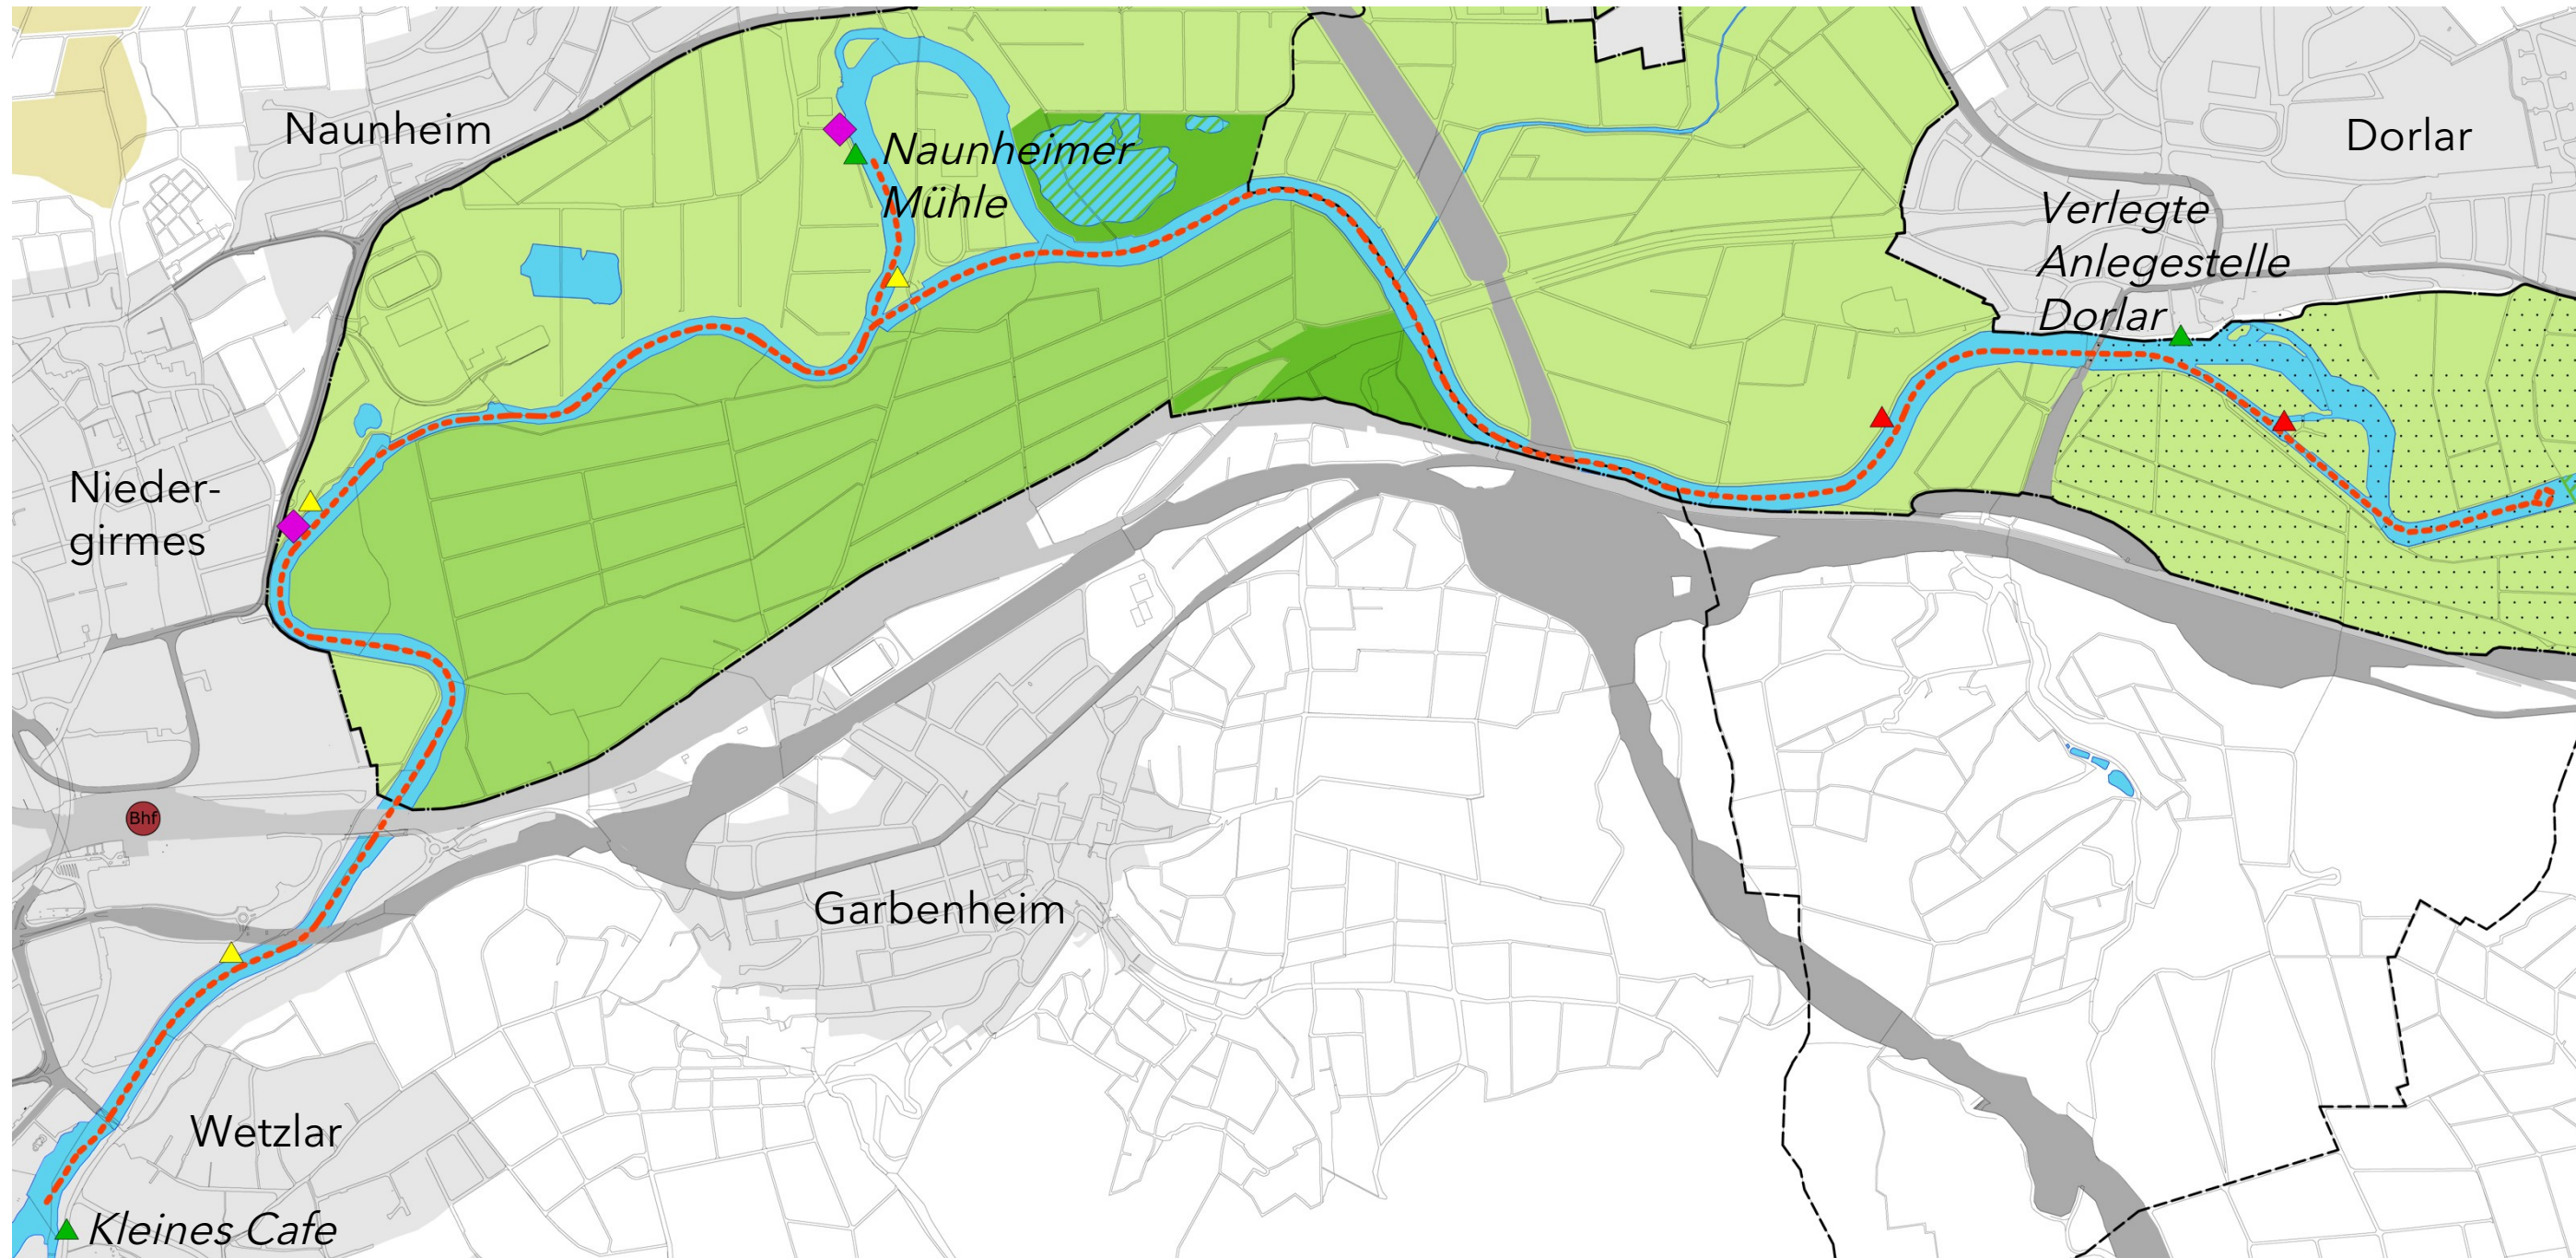 Naunheim
Naunheimer
Mühle
Dorlar
Verlegte
Anlegestelle
Dorlar
Nieder-
girmes
Bhf
Garbenheim
Wetzlar
Kleines Cafe